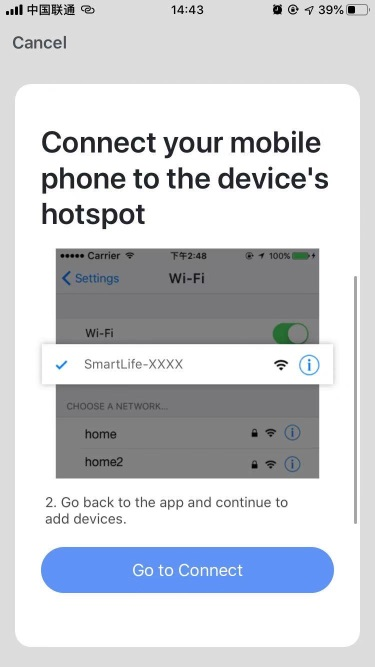 中国联通 14:43 39%
Cancel
Connect your mobile
phone to the device's
hotspot
Carrier 下午2:48 100%
Settings Wi-Fi
Wi-Fi
SmartLife-XXXX
CHOOSE A NETWORK...
home
home2
2. Go back to the app and continue to
add devices.
Go to Connect